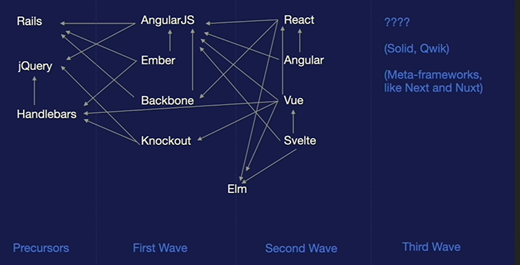 Rails
AngularJS
React
????
jQuery
Ember
Angular
(Solid, Qwik)
Handlebars
Backbone
Vue
(Meta-frameworks,
like Next and Nuxt)
Knockout
Svelte
Elm
Precursors
First Wave
Second Wave
Third Wave